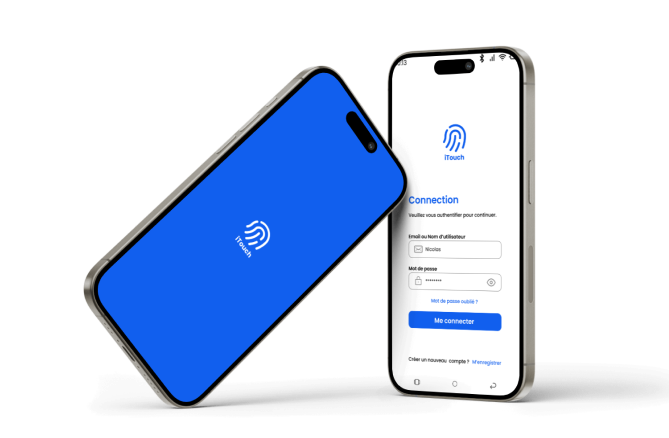 iTouch
iTouch
Connection
Veuillez vous authentifier pour continuer.
Email ou Nom d'utilisateur
Nicolas
Mot de passe
********
Mot de passe oublié ?
Me connecter
Créer un nouveau compte ? M'enregistrer